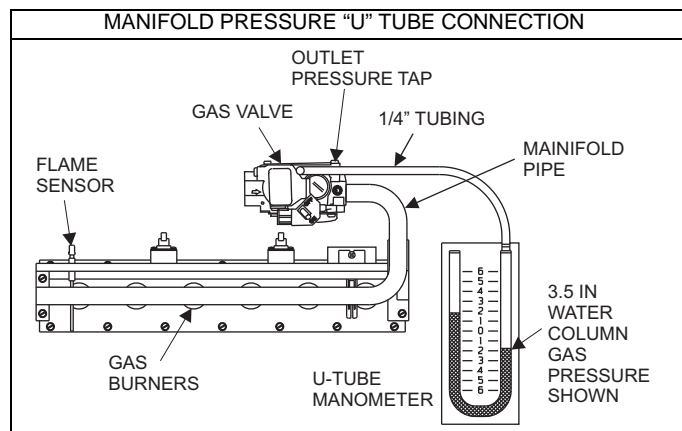 MANIFOLD PRESSURE “U” TUBE CONNECTION
OUTLET
PRESSURE TAP
GAS VALVE
1/4” TUBING
FLAME
SENSOR
MAINIFOLD
PIPE
6
5
4
3
2
1
0
1
2
3
4
5
6
3.5 IN
WATER
COLUMN
GAS
PRESSURE
SHOWN
GAS
BURNERS
U-TUBE
MANOMETER